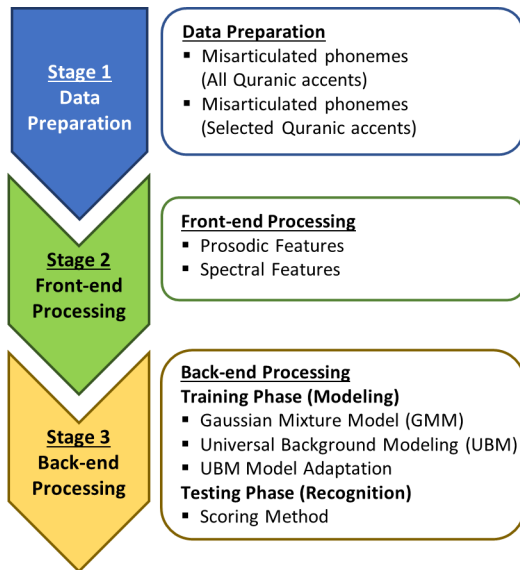 Stage 1
Data
Preparation
Data Preparation
▪ Misarticulated phonemes
(All Quranic accents)
▪ Misarticulated phonemes
(Selected Quranic accents)
Stage 2
Front-end
Processing
Front-end Processing
▪ Prosodic Features
▪ Spectral Features
Stage 3
Back-end
Processing
Back-end Processing
Training Phase (Modeling)
▪ Gaussian Mixture Model (GMM)
▪ Universal Background Modeling (UBM)
▪ UBM Model Adaptation
Testing Phase (Recognition)
▪ Scoring Method